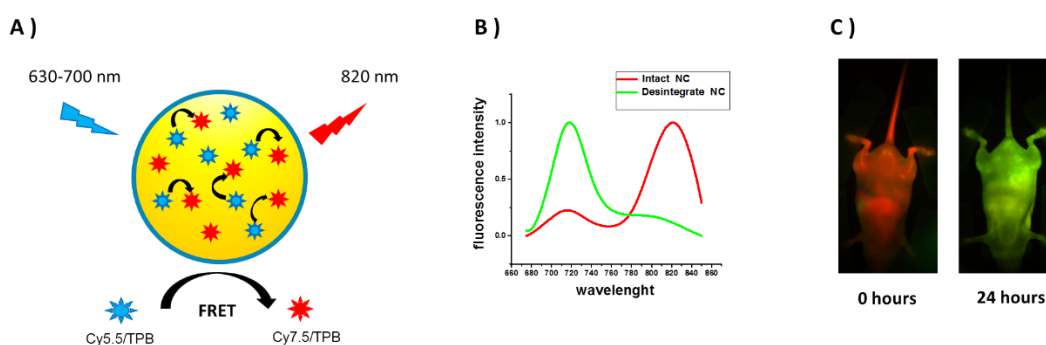 A )
630-700 nm
820 nm
FRET
Cy5.5/TPB
Cy7.5/TPB
B )
Intact NC
Desintegrate NC
fluorescence intensity
1.0
0.5
0.0
660 680 700 720 740 760 780 800 820 840 860
wavelenght
C )
0 hours
24 hours